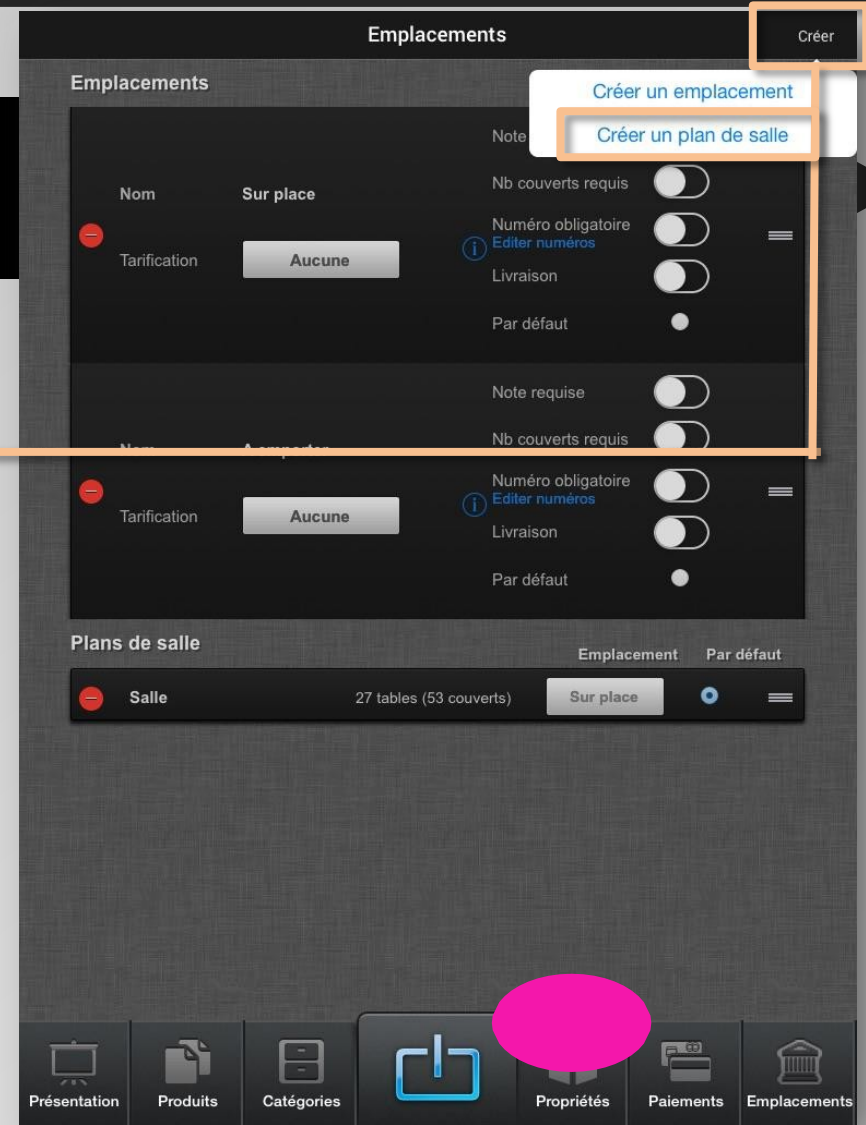 Emplacements
Créer
Emplacements
Créer un emplacement
Créer un plan de salle
Note
Nb couverts requis
Nom
Sur place
Numéro obligatoire
Editer numéros
Tarification
Aucune
Livraison
Par défaut
Note requise
Nb couverts requis
Numéro obligatoire
Editer numéros
Tarification
Aucune
Livraison
Par défaut
Plans de salle
Emplacement
Par défaut
Salle
27 tables (53 couverts)
Sur place
Présentation
Produits
Catégories
Propriétés
Paiements
Emplacements